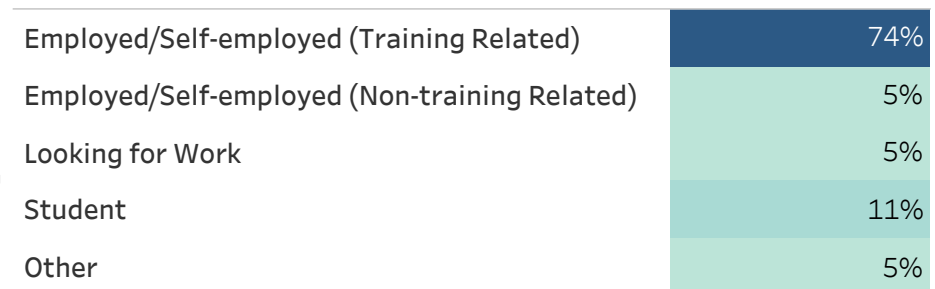 Employed/Self-employed (Training Related) 74%
Employed/Self-employed (Non-training Related) 5%
Looking for Work 5%
Student 11%
Other 5%